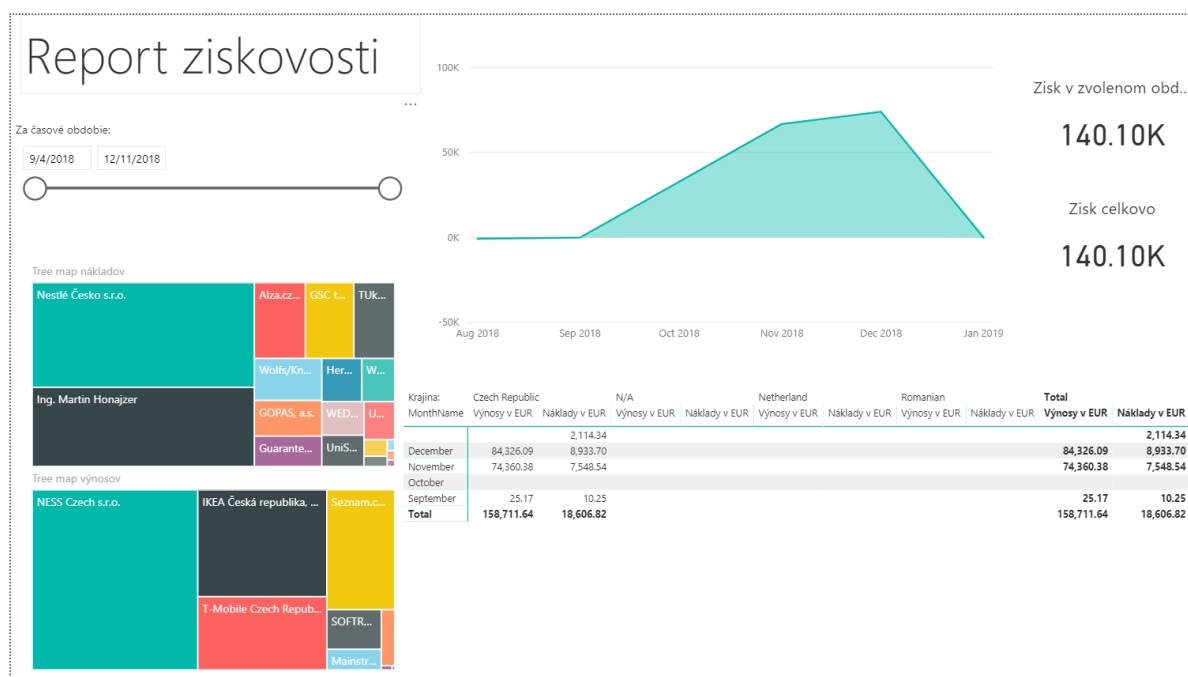 Report ziskovosti
...
Za časové obdobie:
9/4/2018 12/11/2018
100K
50K
0K
-50K
Aug 2018 Sep 2018 Oct 2018 Nov 2018 Dec 2018 Jan 2019
Zisk v zvolenom obd...
140.10K
Zisk celkovo
140.10K
Tree map nákladov
Nestlé Česko s.r.o.
Alza.cz...
GSC t...
TUk...
Wolfs/Kn...
Her...
W...
Ing. Martin Honajzer
GOPAS, a.s.
WED...
U...
Guarante...
UniS...
Tree map výnosov
NESS Czech s.r.o.
IKEA Česká republika, ...
Seznam.c...
T-Mobile Czech Repub...
SOFTR...
Mainstr...
Krajina: Czech Republic N/A Netherland Romanian Total
MonthName Výnosy v EUR Náklady v EUR Výnosy v EUR Náklady v EUR Výnosy v EUR Náklady v EUR Výnosy v EUR Náklady v EUR Výnosy v EUR Náklady v EUR
2,114.34 2,114.34
December 84,326.09 8,933.70 84,326.09 8,933.70
November 74,360.38 7,548.54 74,360.38 7,548.54
October
September 25.17 10.25 25.17 10.25
Total 158,711.64 18,606.82 158,711.64 18,606.82